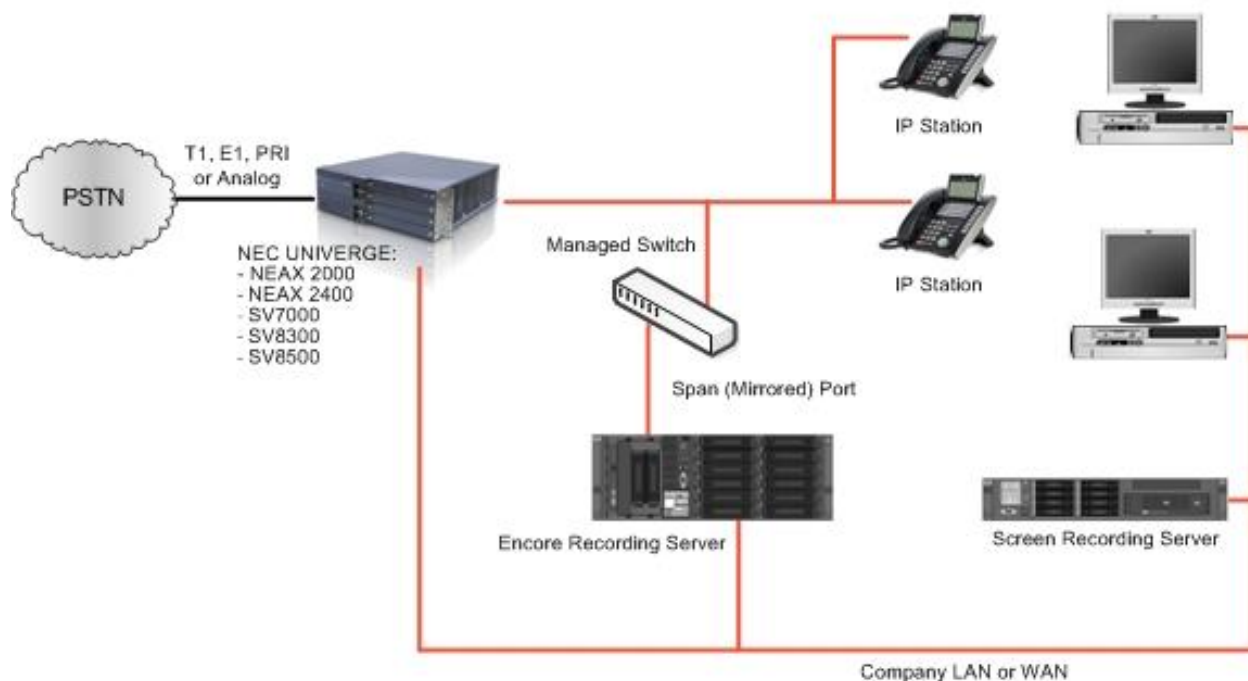 T1, E1, PRI
or Analog
PSTN
NEC UNIVERGE:
- NEAX 2000
- NEAX 2400
- SV7000
- SV8300
- SV8500
IP Station
Managed Switch
IP Station
Span (Mirrored) Port
Encore Recording Server
Screen Recording Server
Company LAN or WAN